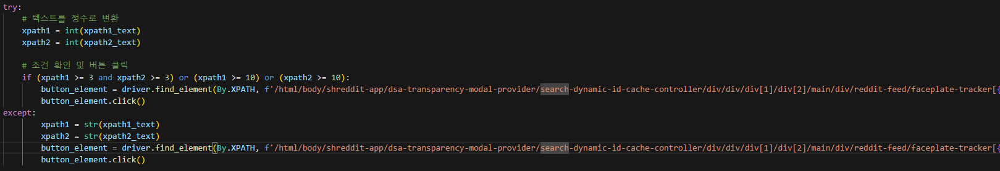 try:
# 텍스트를 정수로 변환
xpath1 = int(xpath1_text)
xpath2 = int(xpath2_text)
# 조건 확인 및 버튼 클릭
if (xpath1 >= 3 and xpath2 >= 3) or (xpath1 >= 10) or (xpath2 >= 10):
button_element = driver.find_element(By.XPATH, f'/html/body/shreddit-app/dsa-transparency-modal-provider/search-dynamic-id-cache-controller/div/div/div[1]/div[2]/main/div/reddit-feed/faceplate-tracker[{
button_element.click()
except:
xpath1 = str(xpath1_text)
xpath2 = str(xpath2_text)
button_element = driver.find_element(By.XPATH, f'/html/body/shreddit-app/dsa-transparency-modal-provider/search-dynamic-id-cache-controller/div/div/div[1]/div[2]/main/div/reddit-feed/faceplate-tracker[{
button_element.click()